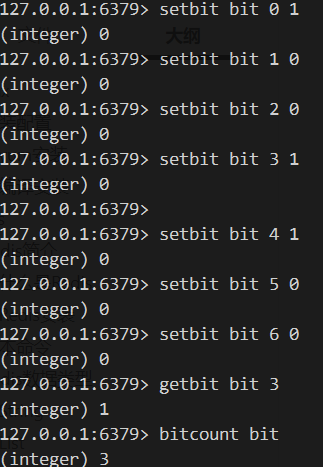 127.0.0.1:6379> setbit bit 0 1
(integer) 0
大纲
127.0.0.1:6379> setbit bit 1 0
(integer) 0
127.0.0.1:6379> setbit bit 2 0
(integer) 0
127.0.0.1:6379> setbit bit 3 1
(integer) 0
127.0.0.1:6379>
127.0.0.1:6379> setbit bit 4 1
(integer) 0
127.0.0.1:6379> setbit bit 5 0
(integer) 0
127.0.0.1:6379> setbit bit 6 0
(integer) 0
127.0.0.1:6379> getbit bit 3
(integer) 1
127.0.0.1:6379> bitcount bit
(integer) 3